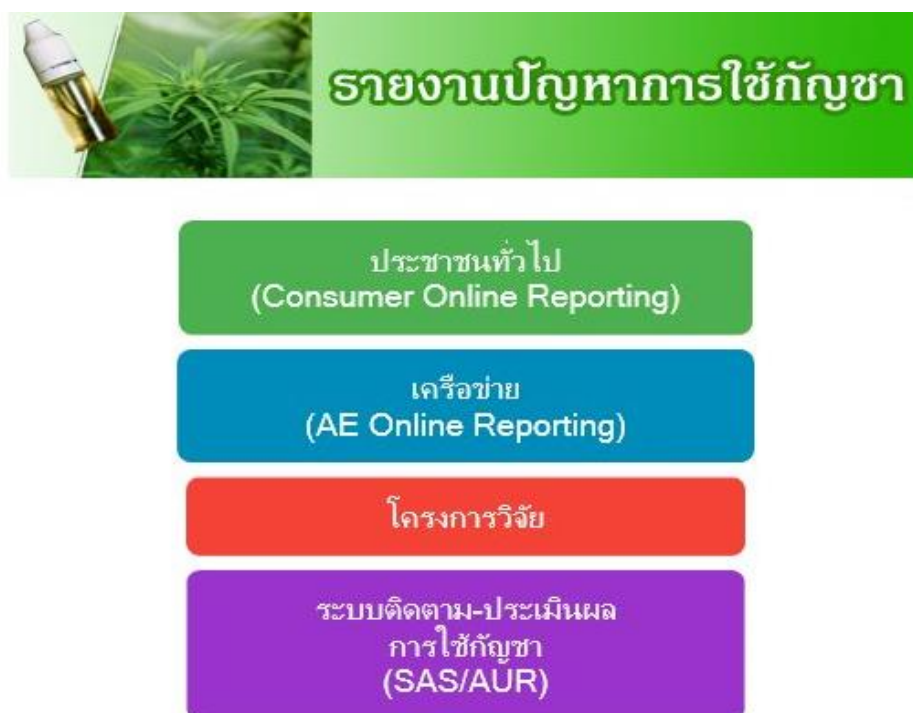 รายงานปัญหาการใช้กัญชา
ประชาชนทั่วไป
(Consumer Online Reporting)
เครือข่าย
(AE Online Reporting)
โครงการวิจัย
ระบบติดตาม-ประเมินผล
การใช้กัญชา
(SAS/AUR)